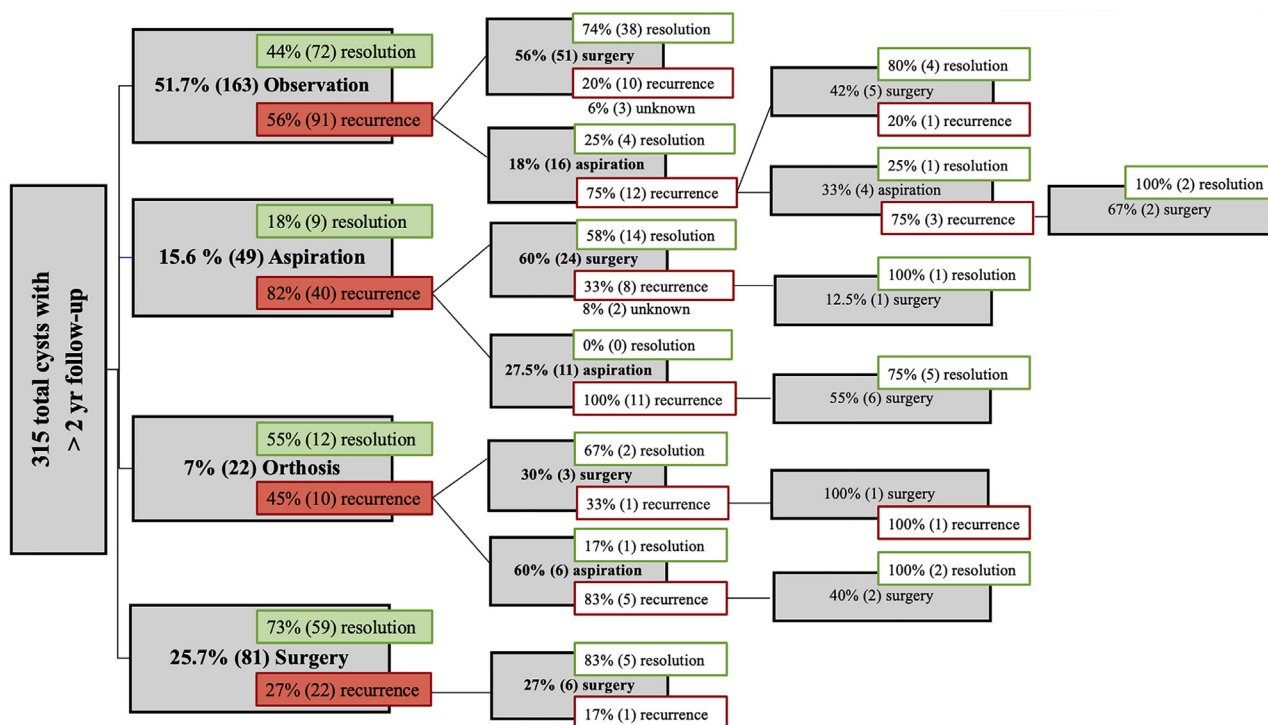 315 total cysts with
> 2 yr follow-up
44% (72) resolution
51.7% (163) Observation
56% (91) recurrence
74% (38) resolution
56% (51) surgery
20% (10) recurrence
6% (3) unknown
25% (4) resolution
18% (16) aspiration
75% (12) recurrence
80% (4) resolution
42% (5) surgery
20% (1) recurrence
25% (1) resolution
33% (4) aspiration
75% (3) recurrence
100% (2) resolution
67% (2) surgery
18% (9) resolution
15.6 % (49) Aspiration
82% (40) recurrence
58% (14) resolution
60% (24) surgery
33% (8) recurrence
8% (2) unknown
100% (1) resolution
12.5% (1) surgery
0% (0) resolution
27.5% (11) aspiration
100% (11) recurrence
75% (5) resolution
55% (6) surgery
55% (12) resolution
7% (22) Orthosis
45% (10) recurrence
67% (2) resolution
30% (3) surgery
33% (1) recurrence
100% (1) surgery
100% (1) recurrence
17% (1) resolution
60% (6) aspiration
83% (5) recurrence
100% (2) resolution
40% (2) surgery
73% (59) resolution
25.7% (81) Surgery
27% (22) recurrence
83% (5) resolution
27% (6) surgery
17% (1) recurrence